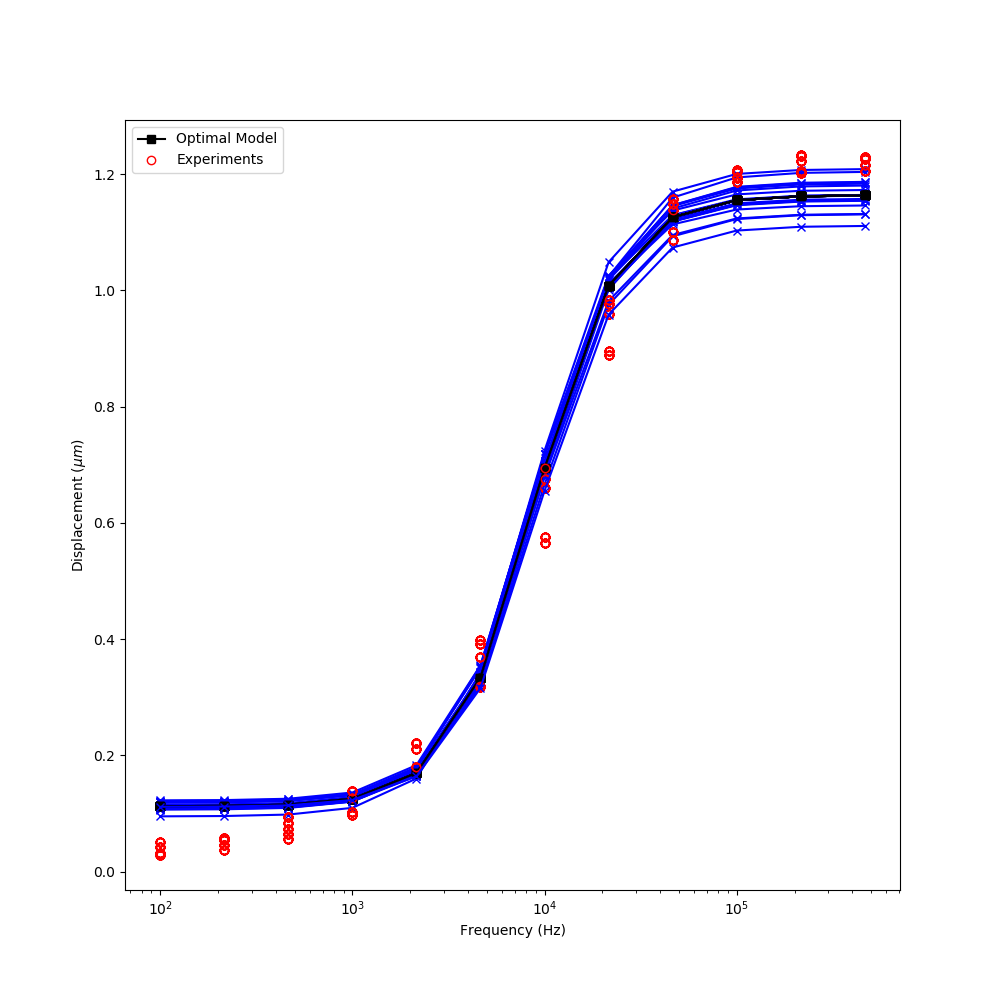 Optimal Model
Experiments
1.2
1.0
0.8
0.6
0.4
0.2
0.0
Displacement (μm)
10²
10³
10⁴
10⁵
Frequency (Hz)